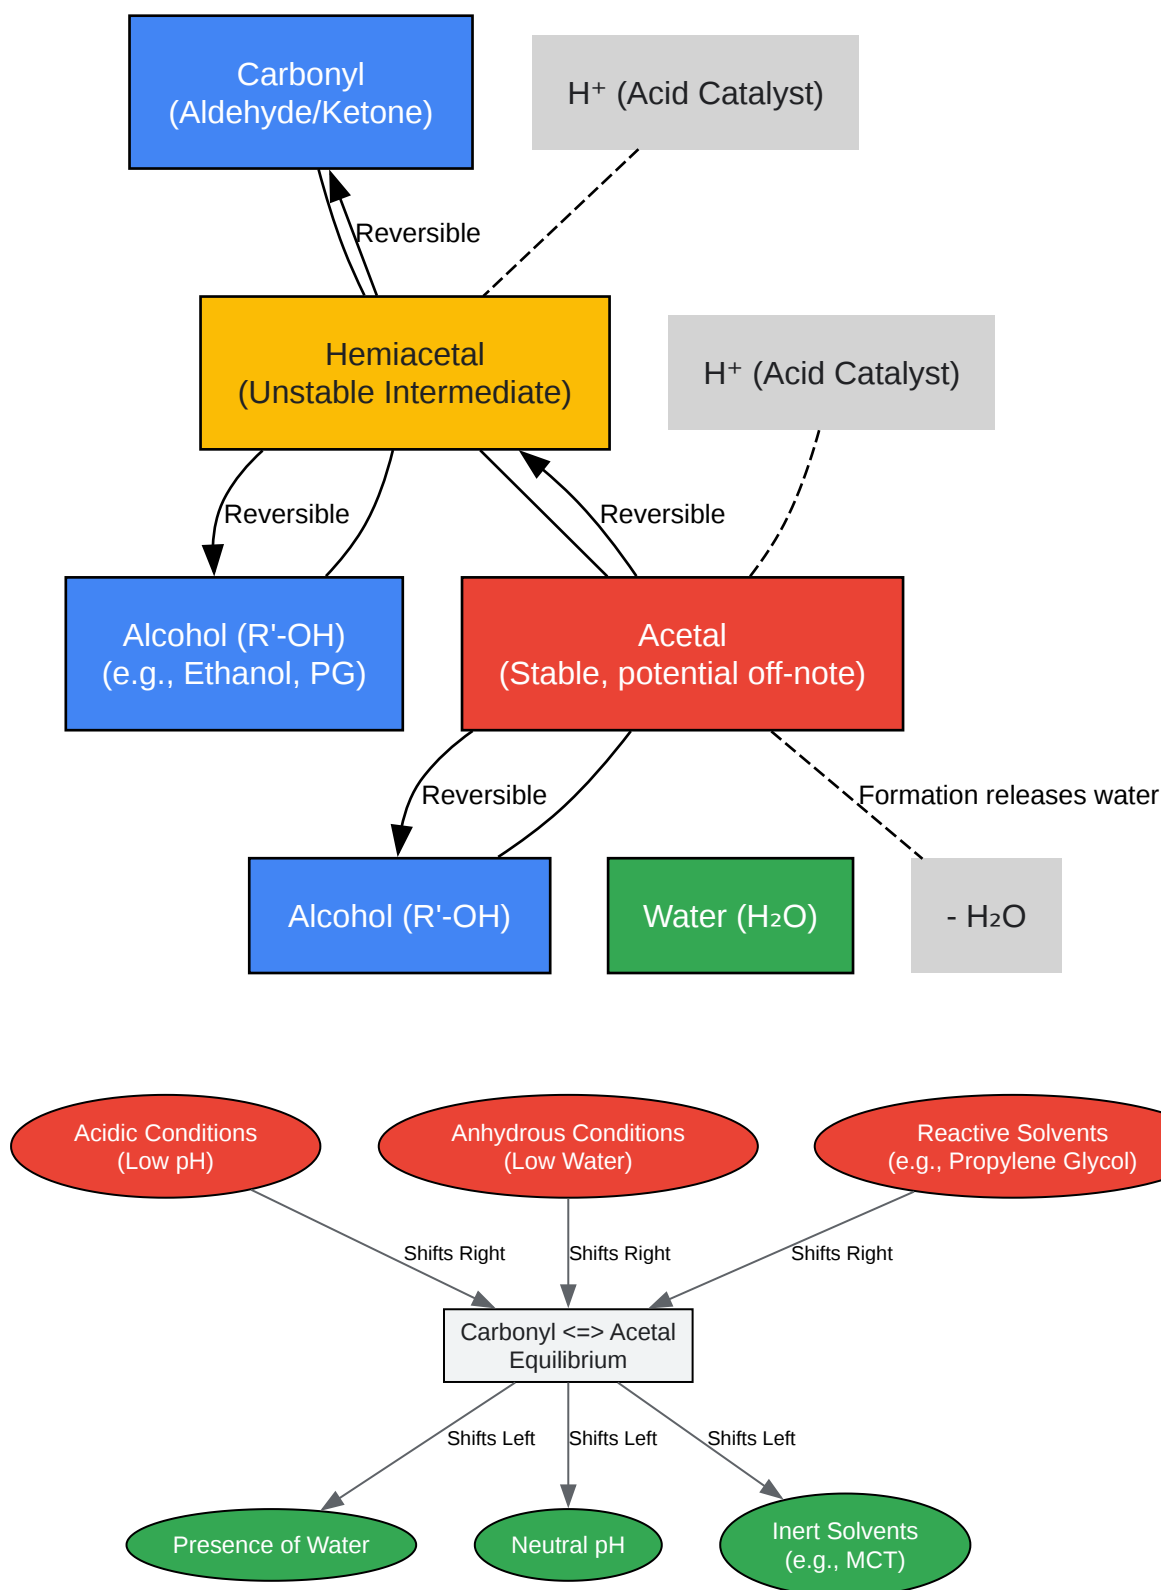 Carbonyl
(Aldehyde/Ketone)
H⁺ (Acid Catalyst)
Reversible
Hemiacetal
(Unstable Intermediate)
H⁺ (Acid Catalyst)
Reversible
Reversible
Alcohol (R'-OH)
(e.g., Ethanol, PG)
Acetal
(Stable, potential off-note)
Reversible
Formation releases water
Alcohol (R'-OH)
Water (H₂O)
- H₂O
Acidic Conditions
(Low pH)
Anhydrous Conditions
(Low Water)
Reactive Solvents
(e.g., Propylene Glycol)
Shifts Right
Shifts Right
Shifts Right
Carbonyl <=> Acetal
Equilibrium
Shifts Left
Shifts Left
Shifts Left
Presence of Water
Neutral pH
Inert Solvents
(e.g., MCT)